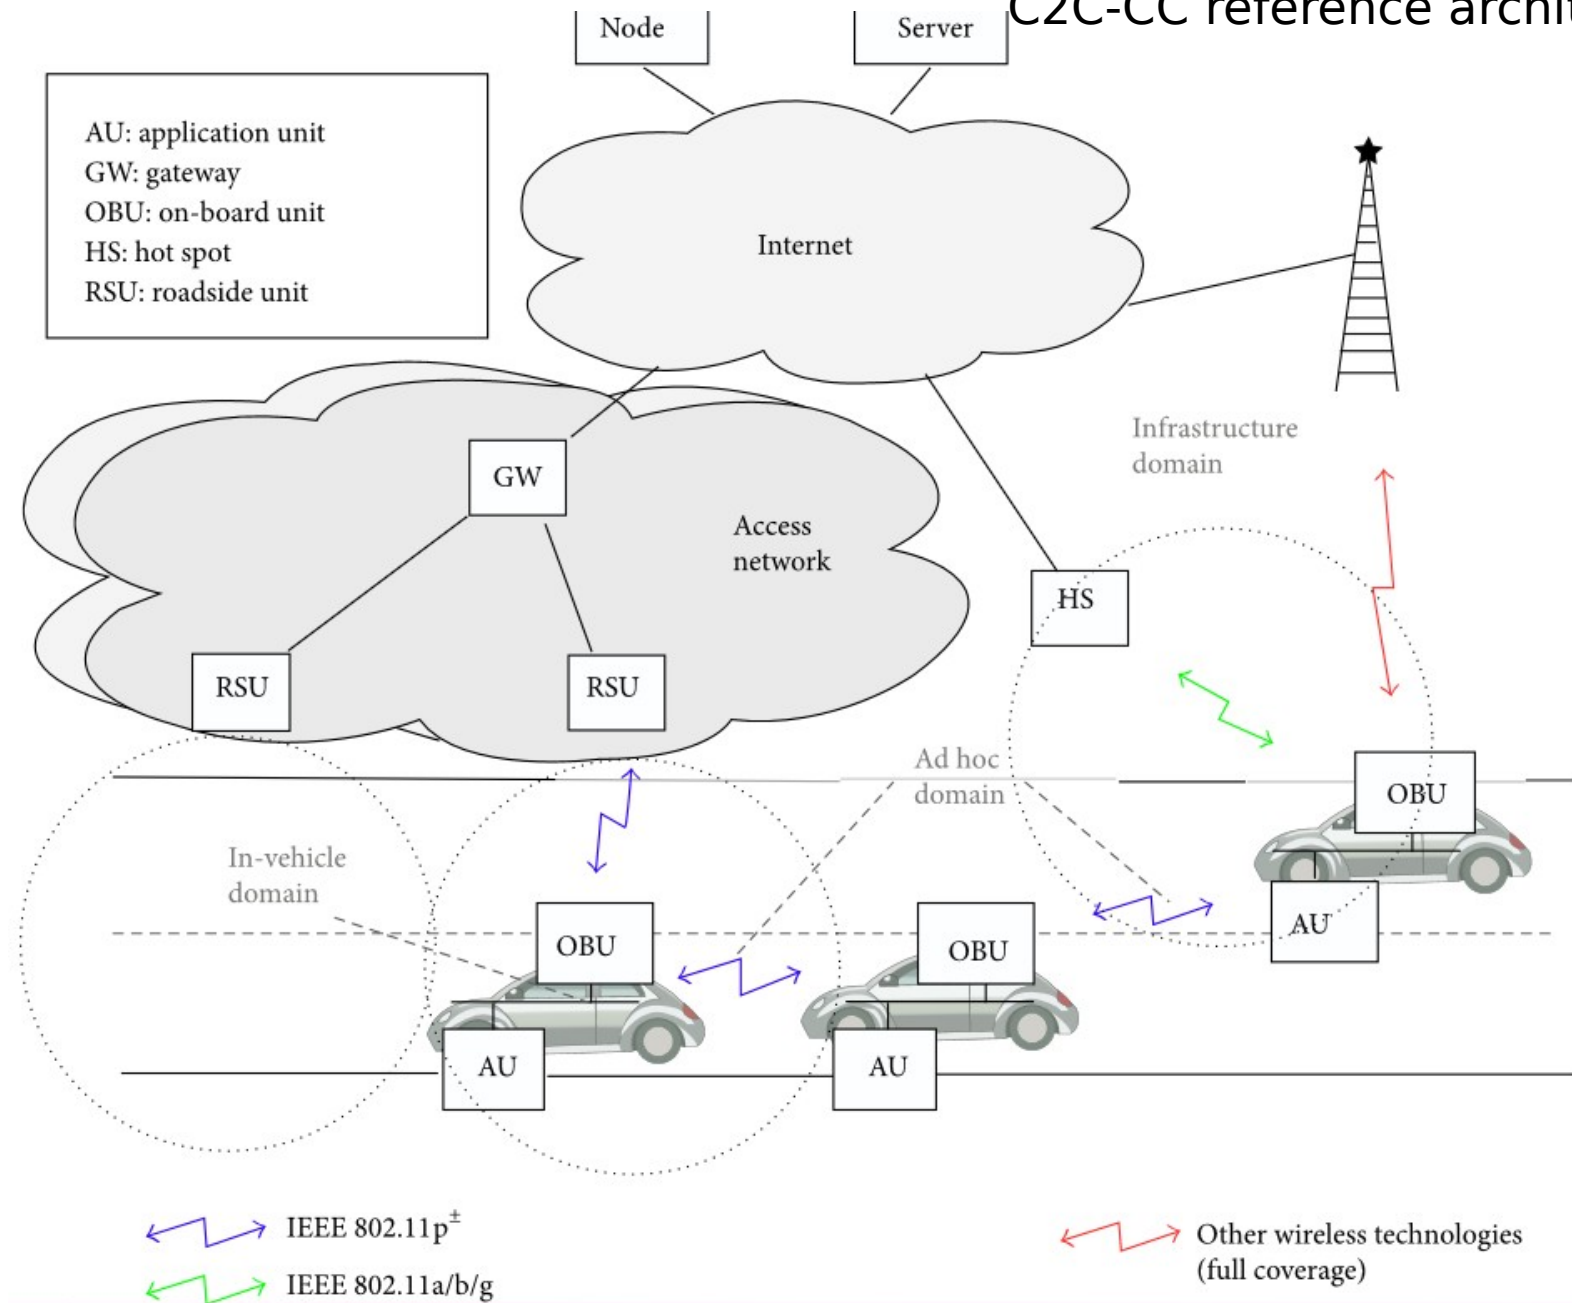 C2C-CC reference archit
Node
Server
AU: application unit
GW: gateway
OBU: on-board unit
HS: hot spot
RSU: roadside unit
Internet
Infrastructure
domain
GW
Access
network
HS
RSU
RSU
Ad hoc
domain
OBU
In-vehicle
domain
AU
OBU
OBU
AU
AU
IEEE 802.11p±
IEEE 802.11a/b/g
Other wireless technologies
(full coverage)